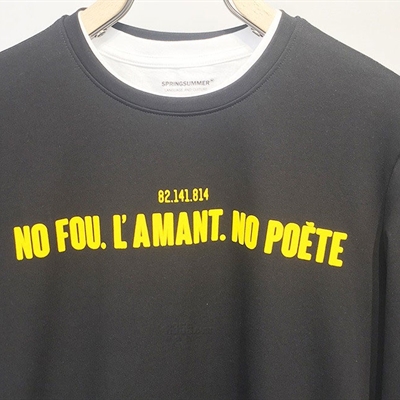 SPRINGSUMMER
82.141.814
NO FOU. L'AMANT. NO POÈTE